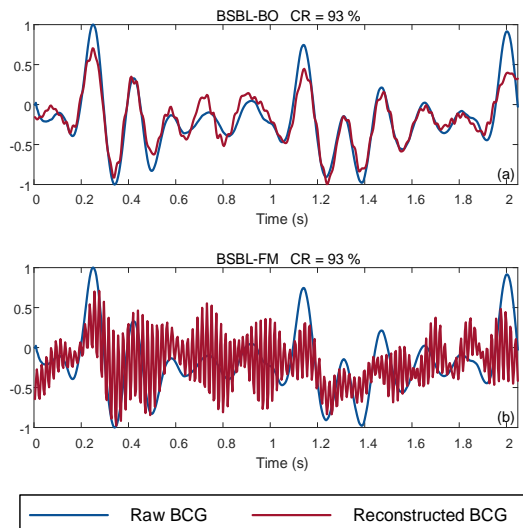 BSBL-BO CR = 93 %
1
0.5
0
-0.5
-1
(a)
0 0.2 0.4 0.6 0.8 1 1.2 1.4 1.6 1.8 2
Time (s)
BSBL-FM CR = 93 %
1
0.5
0
-0.5
-1
(b)
0 0.2 0.4 0.6 0.8 1 1.2 1.4 1.6 1.8 2
Time (s)
Raw BCG Reconstructed BCG